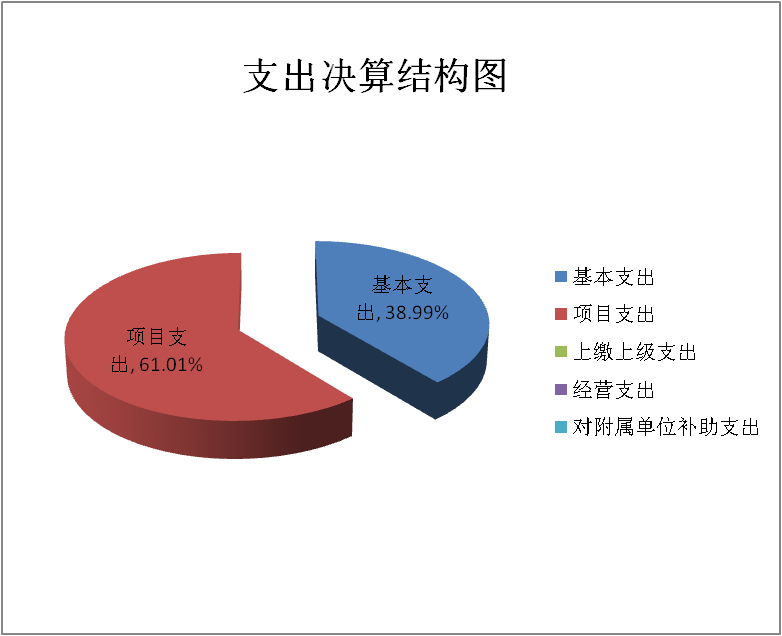 支出决算结构图
基本支
出, 38.99%
项目支
出, 61.01%
基本支出
项目支出
上缴上级支出
经营支出
对附属单位补助支出